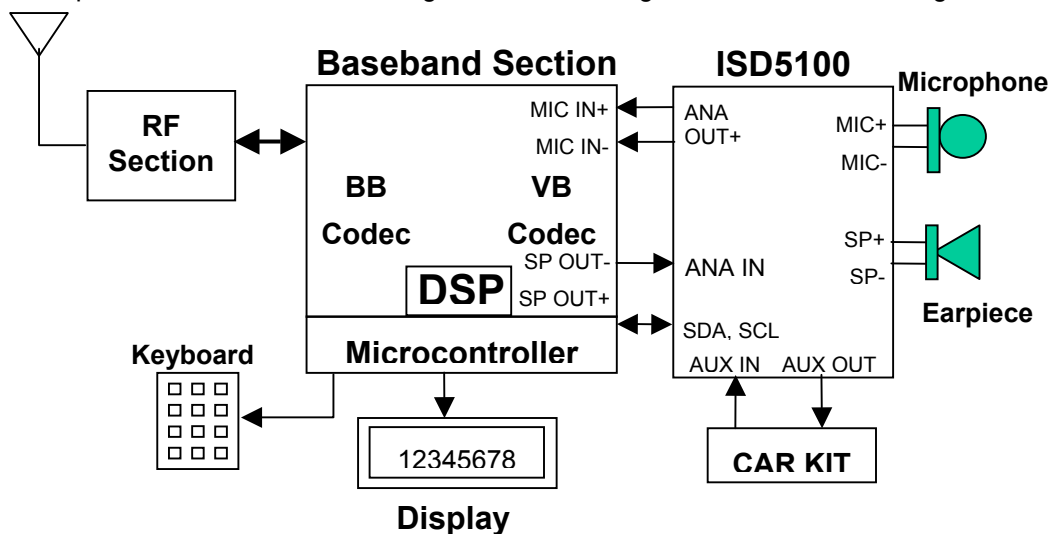 Baseband Section
ISD5100
Microphone
RF
Section
MIC IN+
MIC IN-
ANA
OUT+
MIC+
MIC-
BB
Codec
VB
Codec
SP OUT-
SP OUT+
DSP
ANA IN
SP+
SP-
Earpiece
SDA, SCL
Microcontroller
AUX IN
AUX OUT
Keyboard
12345678
Display
CAR KIT